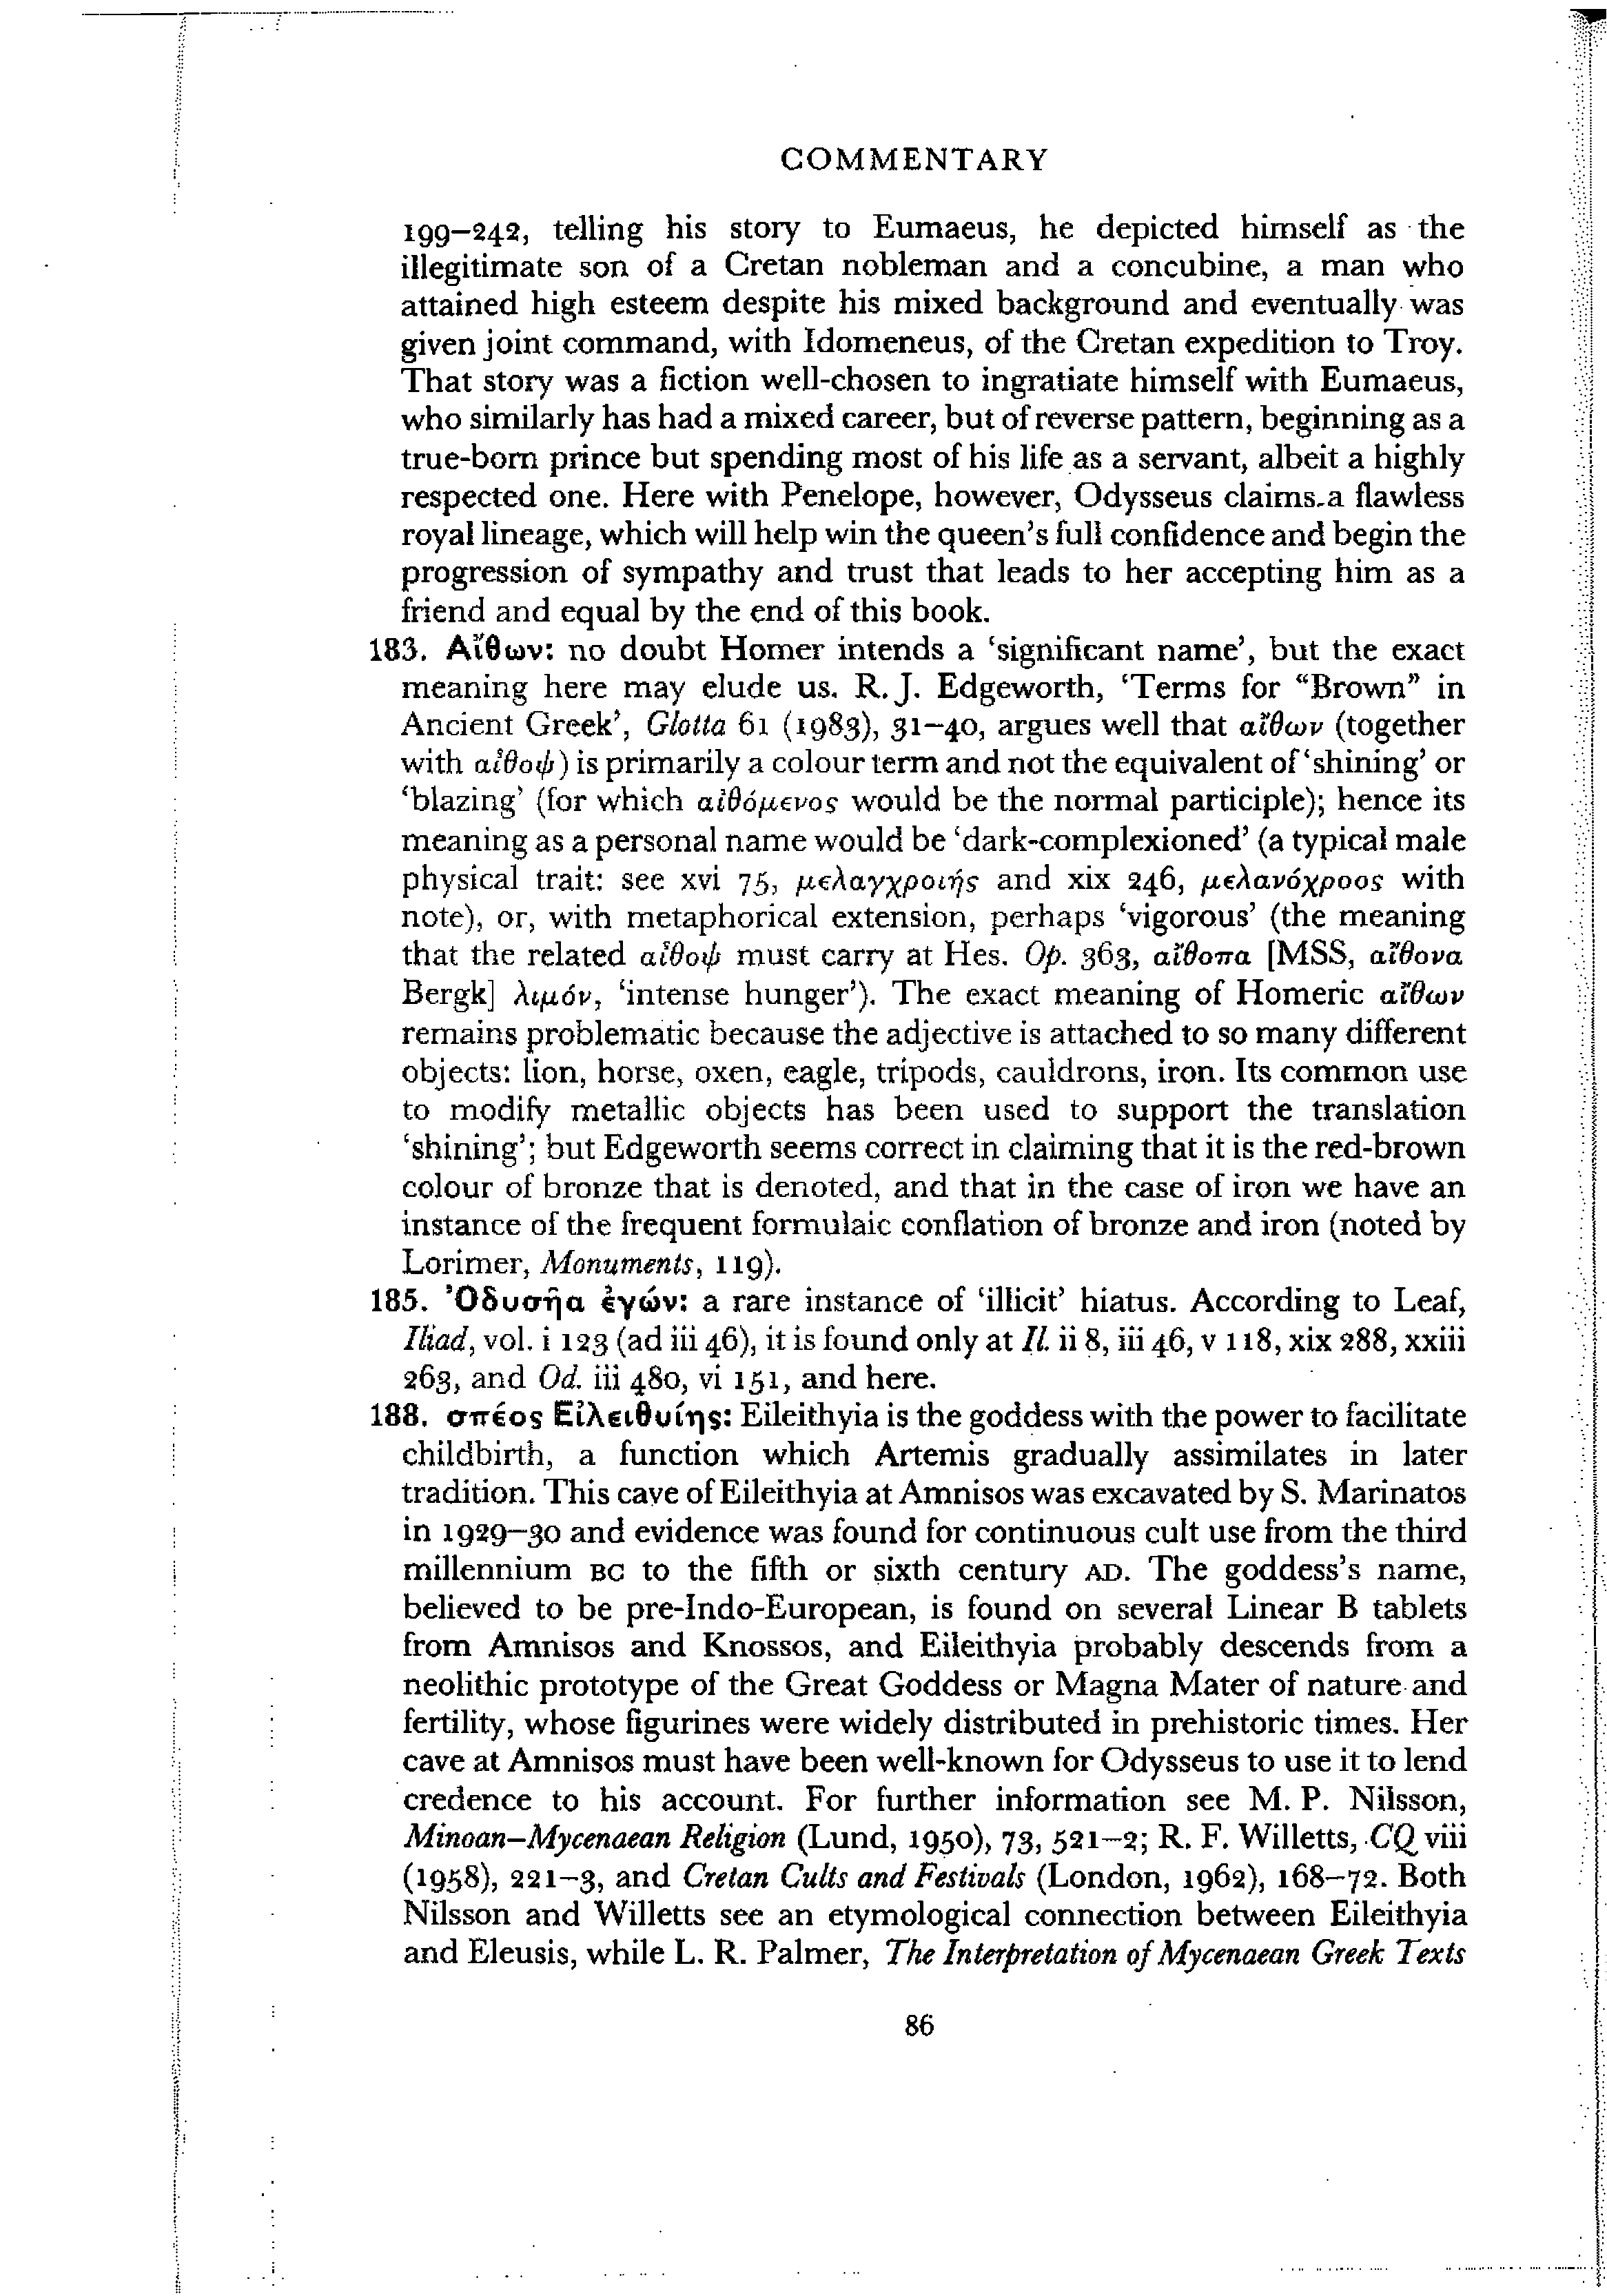 COMMENTARY
199–242, telling his story to Eumaeus, he depicted himself as the
illegitimate son of a Cretan nobleman and a concubine, a man who
attained high esteem despite his mixed background and eventually was
given joint command, with Idomeneus, of the Cretan expedition to Troy.
That story was a fiction well-chosen to ingratiate himself with Eumaeus,
who similarly has had a mixed career, but of reverse pattern, beginning as a
true-born prince but spending most of his life as a servant, albeit a highly
respected one. Here with Penelope, however, Odysseus claims a flawless
royal lineage, which will help win the queen's full confidence and begin the
progression of sympathy and trust that leads to her accepting him as a
friend and equal by the end of this book.
183. Αἴθων: no doubt Homer intends a ‘significant name’, but the exact
meaning here may elude us. R. J. Edgeworth, ‘Terms for “Brown” in
Ancient Greek’, Glotta 61 (1983), 31–40, argues well that αἴθων (together
with αἶθοψ) is primarily a colour term and not the equivalent of ‘shining’ or
‘blazing’ (for which αἰθόμενος would be the normal participle); hence its
meaning as a personal name would be ‘dark-complexioned’ (a typical male
physical trait: see xvi 75, μελαγχροιής and xix 246, μελανόχροος with
note), or, with metaphorical extension, perhaps ‘vigorous’ (the meaning
that the related αἶθοψ must carry at Hes. Op. 363, αἴθοπα [MSS, αἴθονα
Bergk] λιμόν, ‘intense hunger’). The exact meaning of Homeric αἴθων
remains problematic because the adjective is attached to so many different
objects: lion, horse, oxen, eagle, tripods, cauldrons, iron. Its common use
to modify metallic objects has been used to support the translation
‘shining’; but Edgeworth seems correct in claiming that it is the red-brown
colour of bronze that is denoted, and that in the case of iron we have an
instance of the frequent formulaic conflation of bronze and iron (noted by
Lorimer, Monuments, 119).
185. Ὀδυσῆα ἐγών: a rare instance of ‘illicit’ hiatus. According to Leaf,
Iliad, vol. i 123 (ad iii 46), it is found only at Il. ii 8, iii 46, v 118, xix 288, xxiii
263, and Od. iii 480, vi 151, and here.
188. σπέος Εἰλειθυίης: Eileithyia is the goddess with the power to facilitate
childbirth, a function which Artemis gradually assimilates in later
tradition. This cave of Eileithyia at Amnisos was excavated by S. Marinatos
in 1929–30 and evidence was found for continuous cult use from the third
millennium BC to the fifth or sixth century AD. The goddess's name,
believed to be pre-Indo-European, is found on several Linear B tablets
from Amnisos and Knossos, and Eileithyia probably descends from a
neolithic prototype of the Great Goddess or Magna Mater of nature and
fertility, whose figurines were widely distributed in prehistoric times. Her
cave at Amnisos must have been well-known for Odysseus to use it to lend
credence to his account. For further information see M. P. Nilsson,
Minoan–Mycenaean Religion (Lund, 1950), 73, 521–2; R. F. Willetts, CQ viii
(1958), 221–3, and Cretan Cults and Festivals (London, 1962), 168–72. Both
Nilsson and Willetts see an etymological connection between Eileithyia
and Eleusis, while L. R. Palmer, The Interpretation of Mycenaean Greek Texts
86